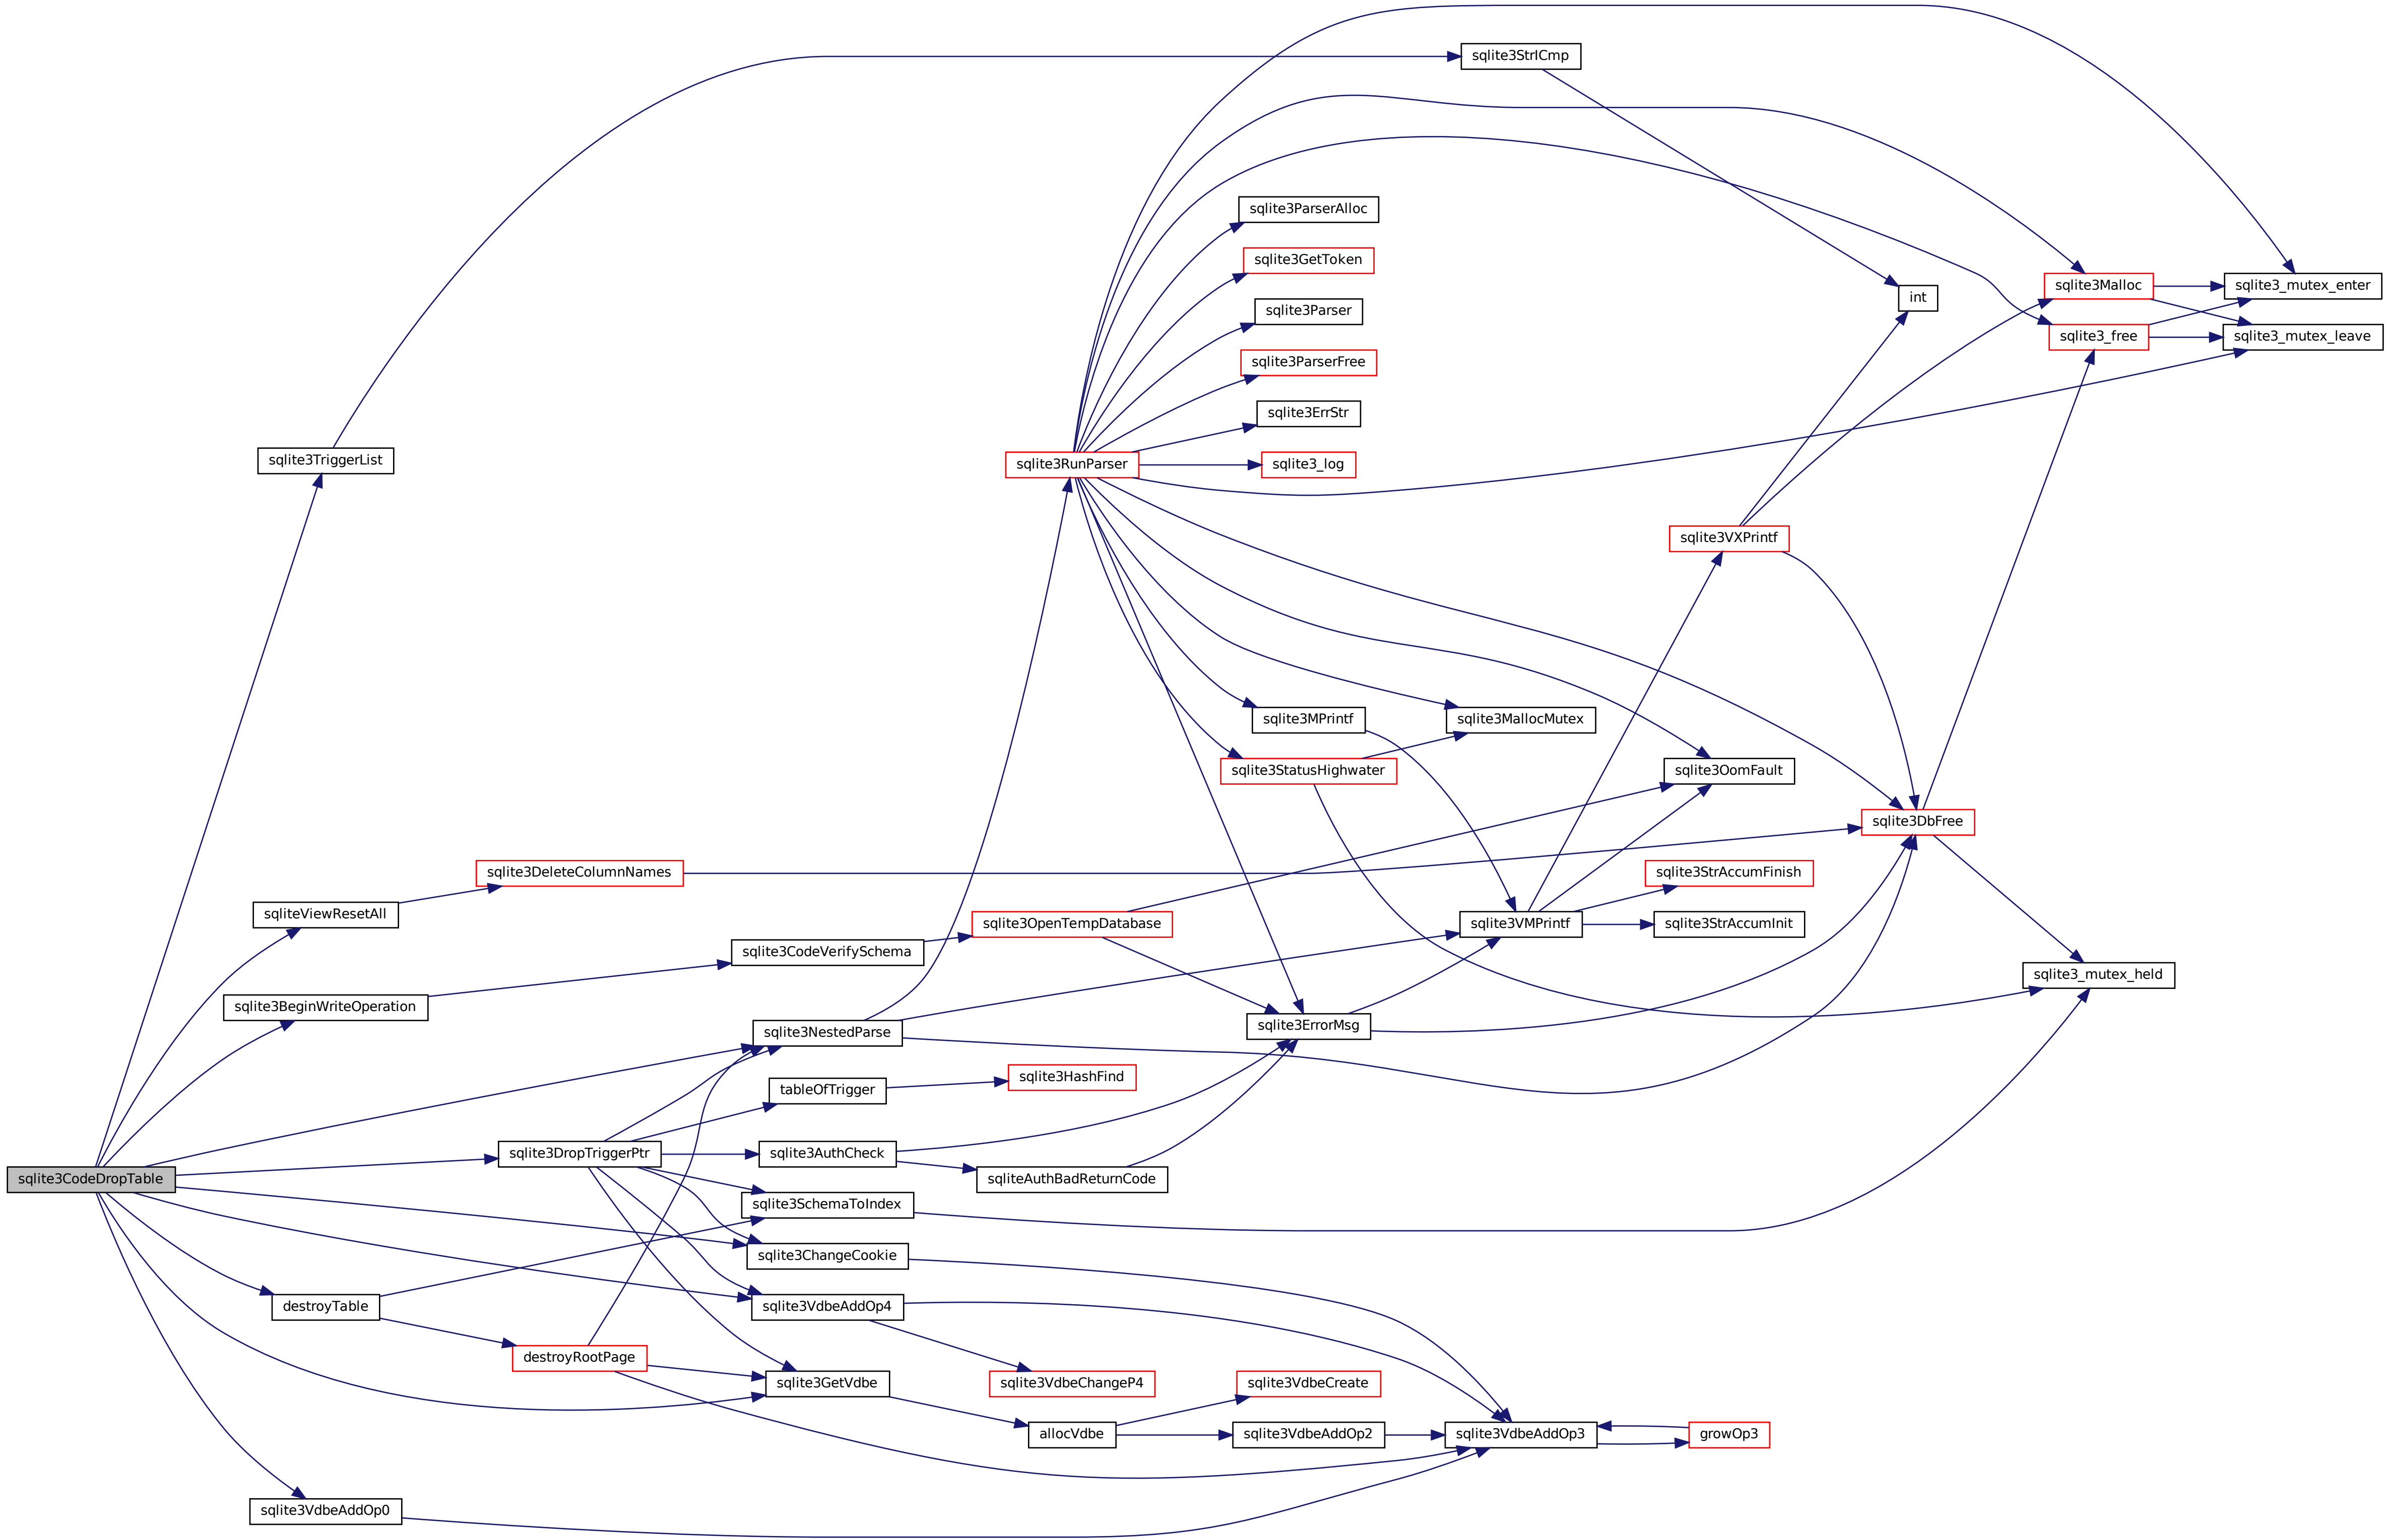 sqlite3StrICmp
sqlite3ParserAlloc
sqlite3GetToken
sqlite3Malloc
sqlite3_mutex_enter
int
sqlite3Parser
sqlite3_free
sqlite3_mutex_leave
sqlite3ParserFree
sqlite3ErrStr
sqlite3TriggerList
sqlite3RunParser
sqlite3_log
sqlite3VXPrintf
sqlite3MPrintf
sqlite3MallocMutex
sqlite3StatusHighwater
sqlite3OomFault
sqlite3DbFree
sqlite3DeleteColumnNames
sqlite3StrAccumFinish
sqliteViewResetAll
sqlite3OpenTempDatabase
sqlite3VMPrintf
sqlite3StrAccumInit
sqlite3CodeVerifySchema
sqlite3_mutex_held
sqlite3BeginWriteOperation
sqlite3NestedParse
sqlite3ErrorMsg
sqlite3HashFind
tableOfTrigger
sqlite3DropTriggerPtr
sqlite3AuthCheck
sqlite3CodeDropTable
sqliteAuthBadReturnCode
sqlite3SchemaToIndex
sqlite3ChangeCookie
destroyTable
sqlite3VdbeAddOp4
destroyRootPage
sqlite3GetVdbe
sqlite3VdbeChangeP4
sqlite3VdbeCreate
allocVdbe
sqlite3VdbeAddOp2
sqlite3VdbeAddOp3
growOp3
sqlite3VdbeAddOp0